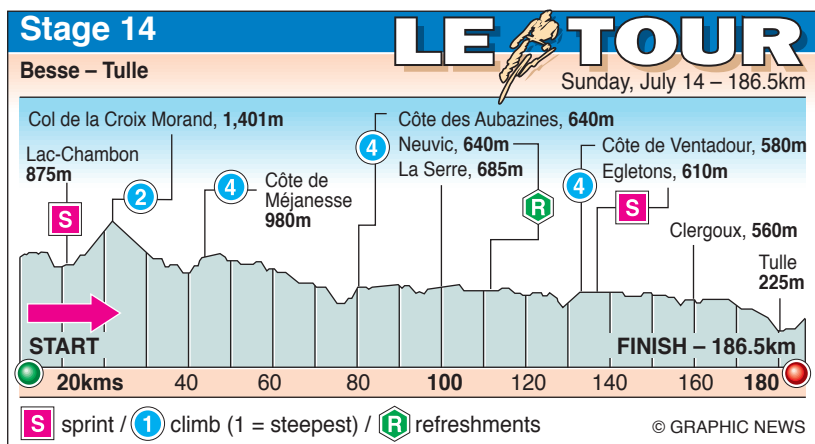 Stage 14
LE TOUR
Besse – Tulle
Sunday, July 14 – 186.5km
Col de la Croix Morand, 1,401m
Lac-Chambon
875m
S
2
4
Côte de
Méjanesse
980m
4
Côte des Aubazines, 640m
Neuvic, 640m
La Serre, 685m
R
4
Côte de Ventadour, 580m
Egletons, 610m
S
Clergoux, 560m
Tulle
225m
START
FINISH – 186.5km
20kms 40 60 80 100 120 140 160 180
S sprint / 1 climb (1 = steepest) / R refreshments
© GRAPHIC NEWS